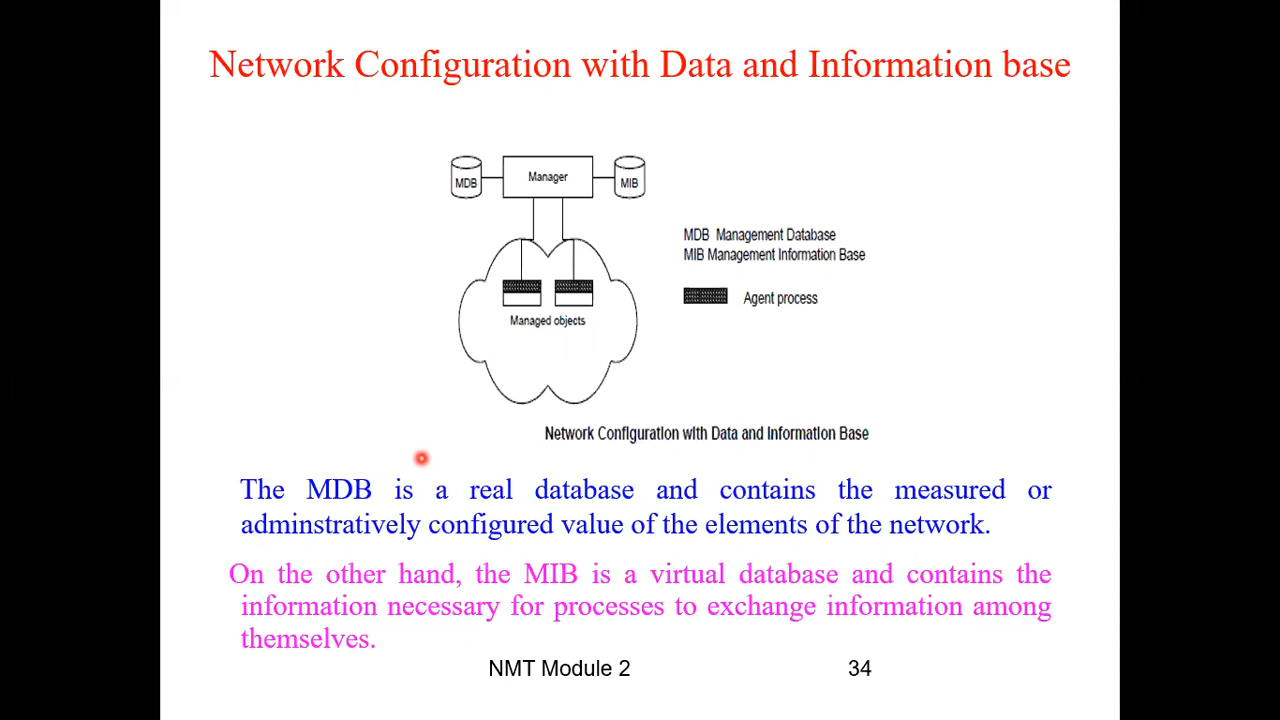 Network Configuration with Data and Information base
MDB
Manager
MIB
MDB Management Database
MIB Management Information Base
Agent process
Managed objects
Network Configuration with Data and Information Base
The MDB is a real database and contains the measured or
adminstratively configured value of the elements of the network.
On the other hand, the MIB is a virtual database and contains the
information necessary for processes to exchange information among
themselves.
NMT Module 2
34